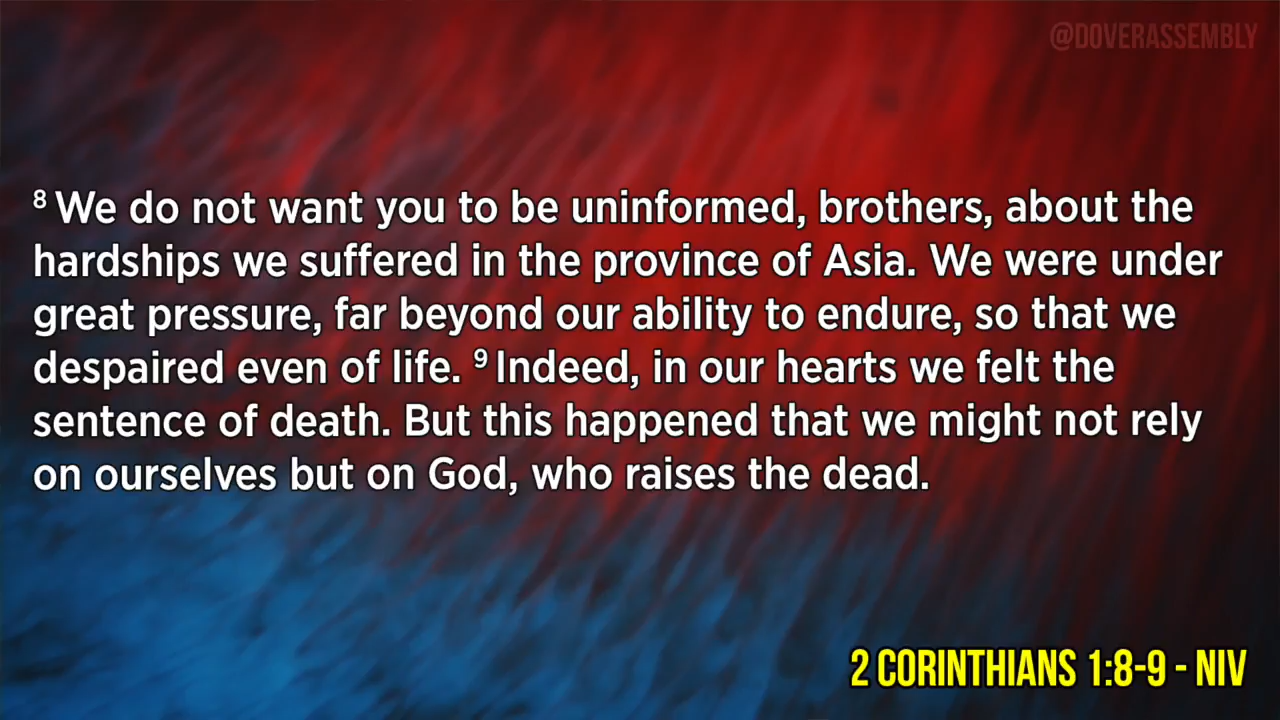 @DOVERASSEMBLY
⁸ We do not want you to be uninformed, brothers, about the
hardships we suffered in the province of Asia. We were under
great pressure, far beyond our ability to endure, so that we
despaired even of life. ⁹ Indeed, in our hearts we felt the
sentence of death. But this happened that we might not rely
on ourselves but on God, who raises the dead.
2 CORINTHIANS 1:8-9 - NIV